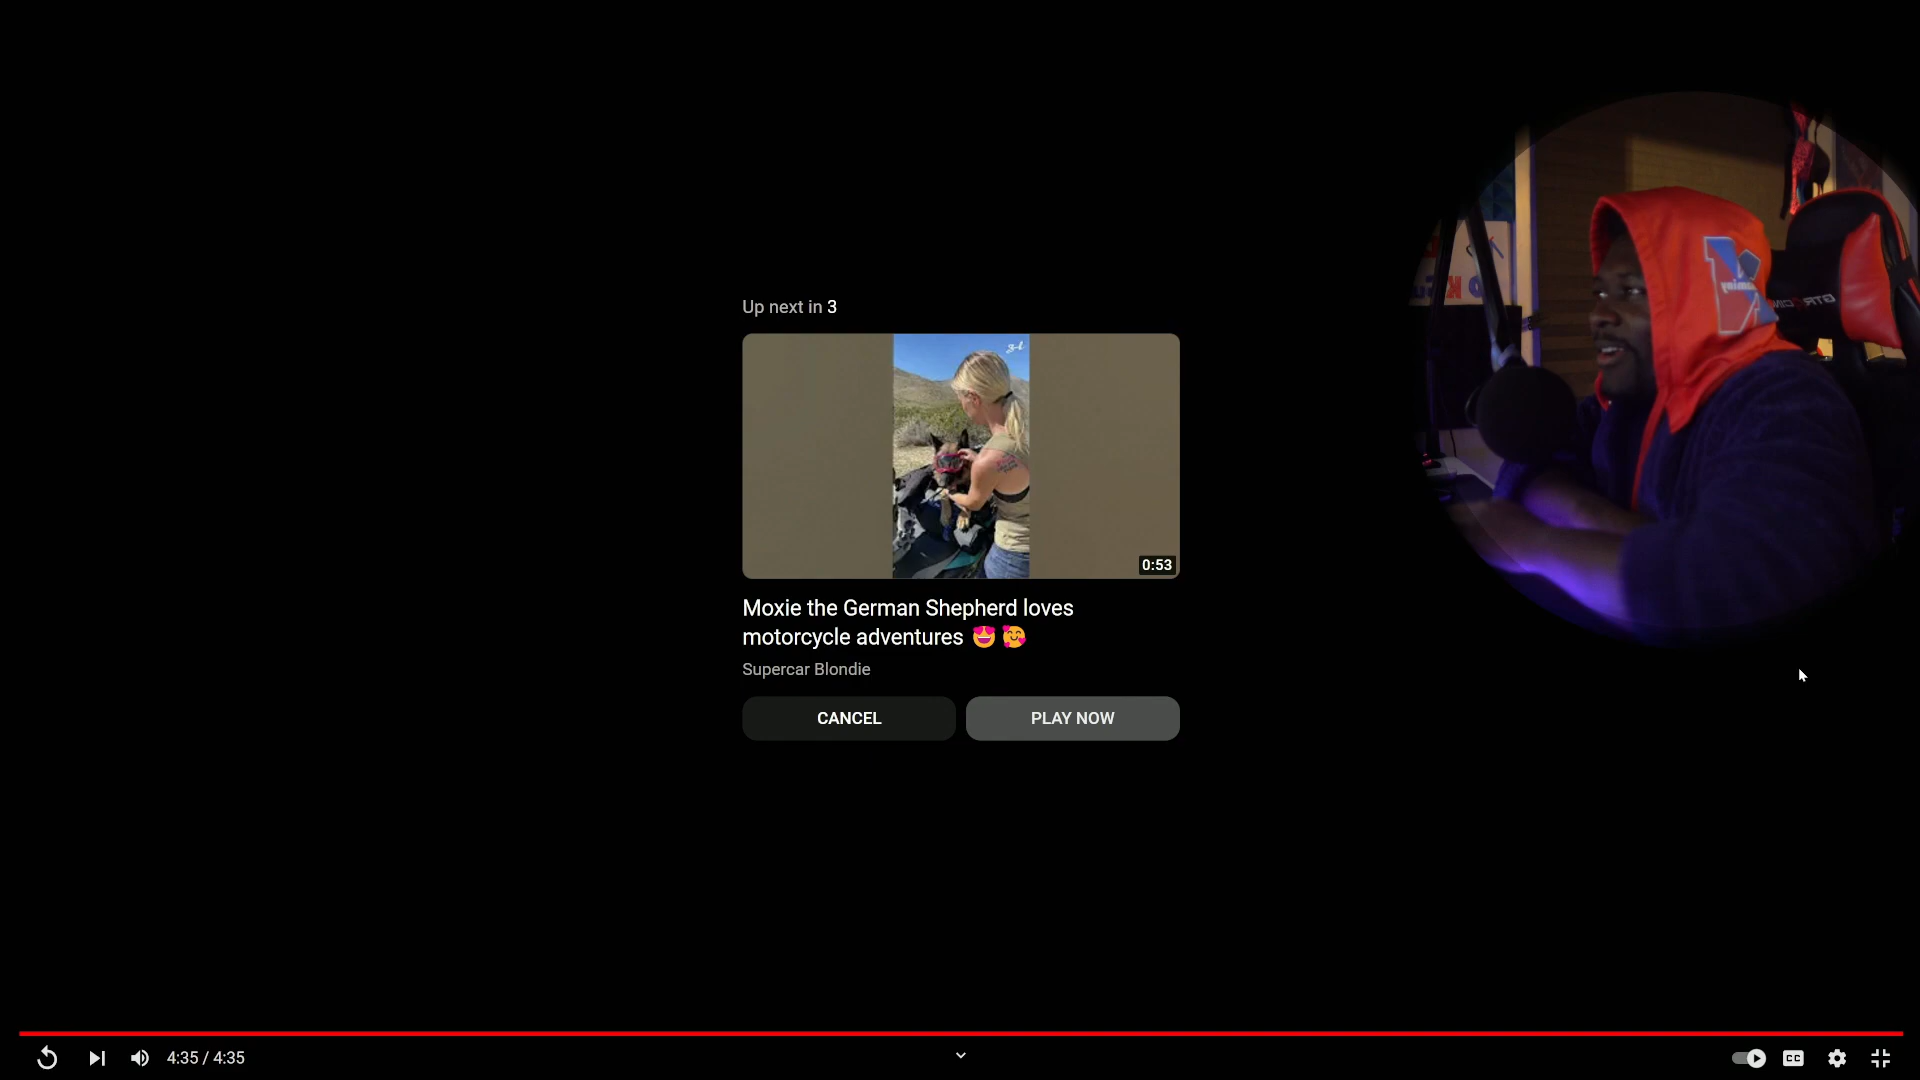 Up next in 3
0:53
Moxie the German Shepherd loves
motorcycle adventures 😍 🥰
Supercar Blondie
CANCEL
PLAY NOW
4:35 / 4:35
CC